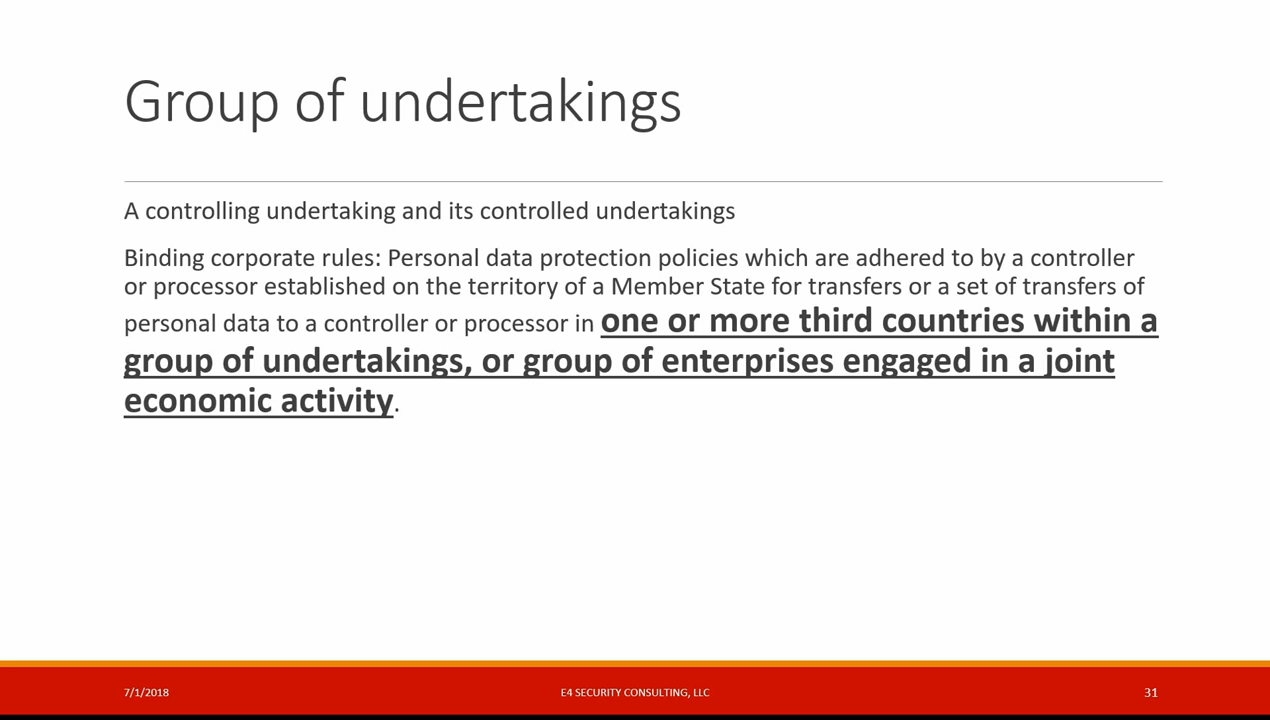 Group of undertakings
A controlling undertaking and its controlled undertakings
Binding corporate rules: Personal data protection policies which are adhered to by a controller
or processor established on the territory of a Member State for transfers or a set of transfers of
personal data to a controller or processor in one or more third countries within a
group of undertakings, or group of enterprises engaged in a joint
economic activity.
7/1/2018
E4 SECURITY CONSULTING, LLC
31